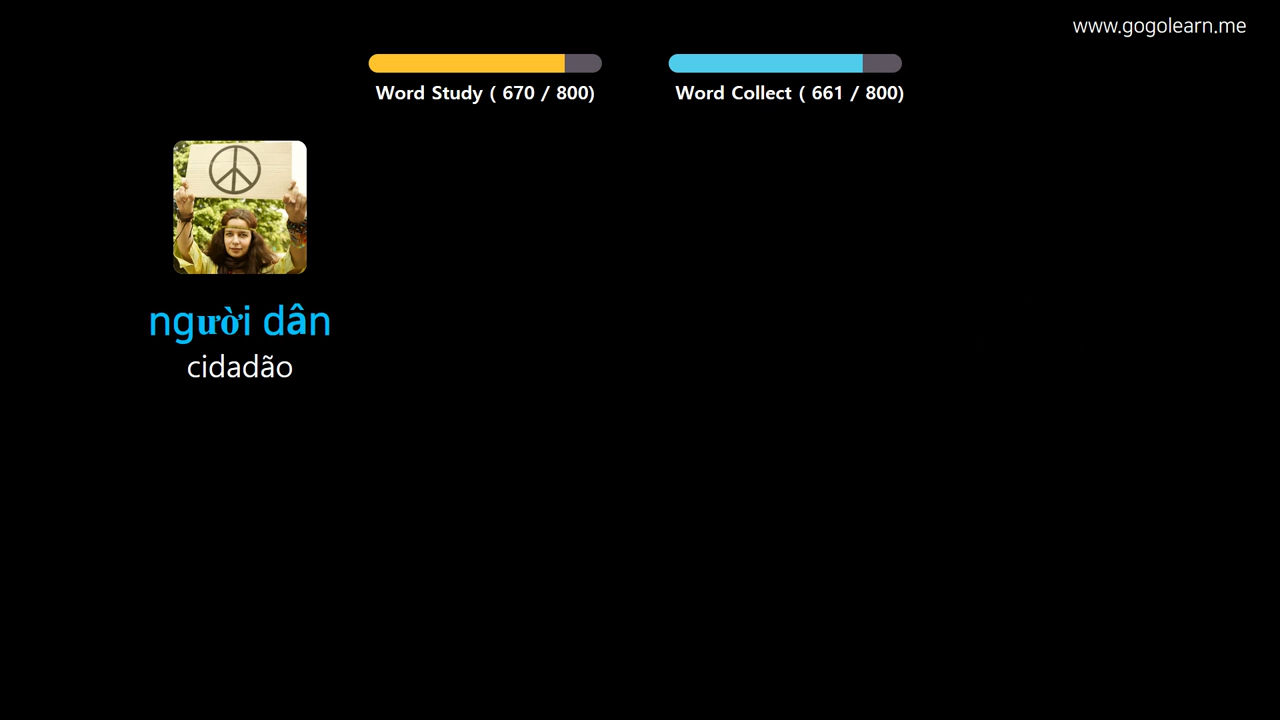 www.gogolearn.me
Word Study ( 670 / 800)
Word Collect ( 661 / 800)
người dân
cidadão